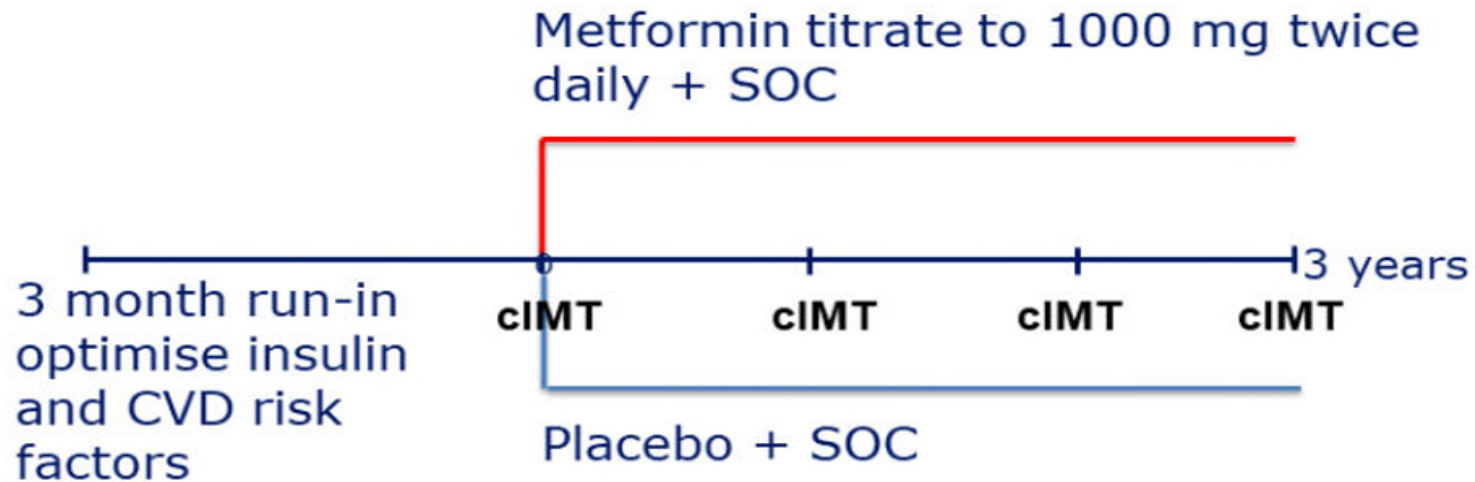 Metformin titrate to 1000 mg twice
daily + SOC
0
3 years
3 month run-in
optimise insulin
and CVD risk
factors
cIMT
cIMT
cIMT
cIMT
Placebo + SOC